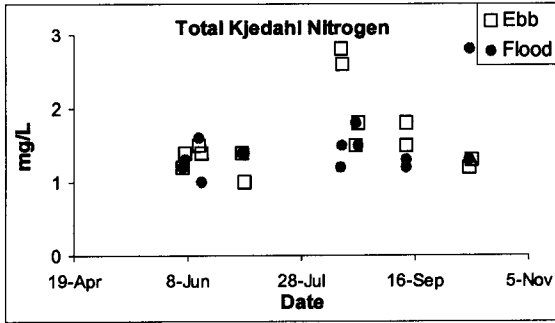 Total Kjedahl Nitrogen
Ebb
Flood
3
2
1
0
mg/L
19-Apr 8-Jun 28-Jul 16-Sep 5-Nov
Date